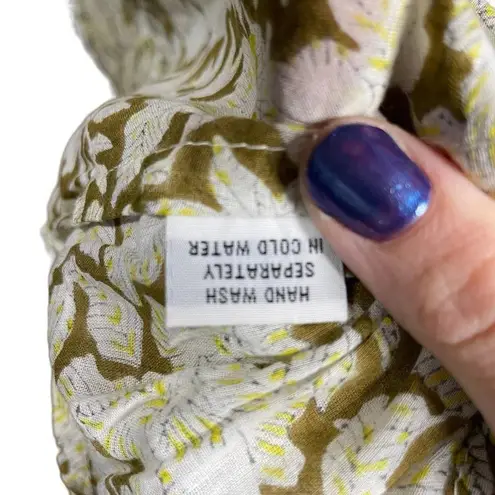 HAND WASH
SEPARATELY
IN COLD WATER